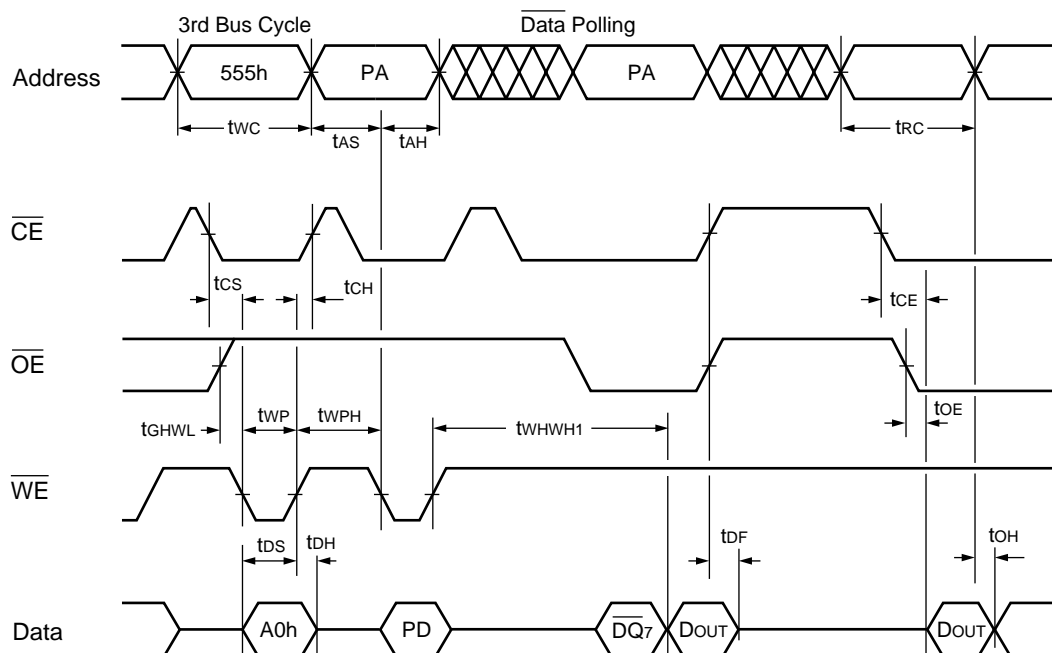 3rd Bus Cycle Data Polling
Address 555h PA PA
tWC tAS tAH tRC
CE
tCS tCH tCE
OE
tGHWL tWP tWPH tWHWH1 tOE
WE
tDS tDH tDF tOH
Data A0h PD DQ7 DOUT DOUT